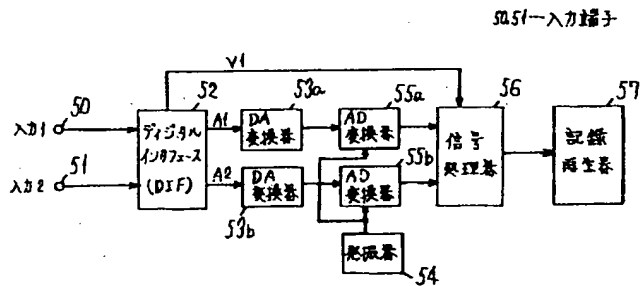 50,51─入力端子
V1
52
53a
55a
56
57
50
入力1
ディジタル
インタフェース
(DIF)
A1
DA
変換器
AD
変換器
信号
処理器
記録
再生器
51
入力2
A2
DA
変換器
AD
変換器
55b
53b
発振器
54